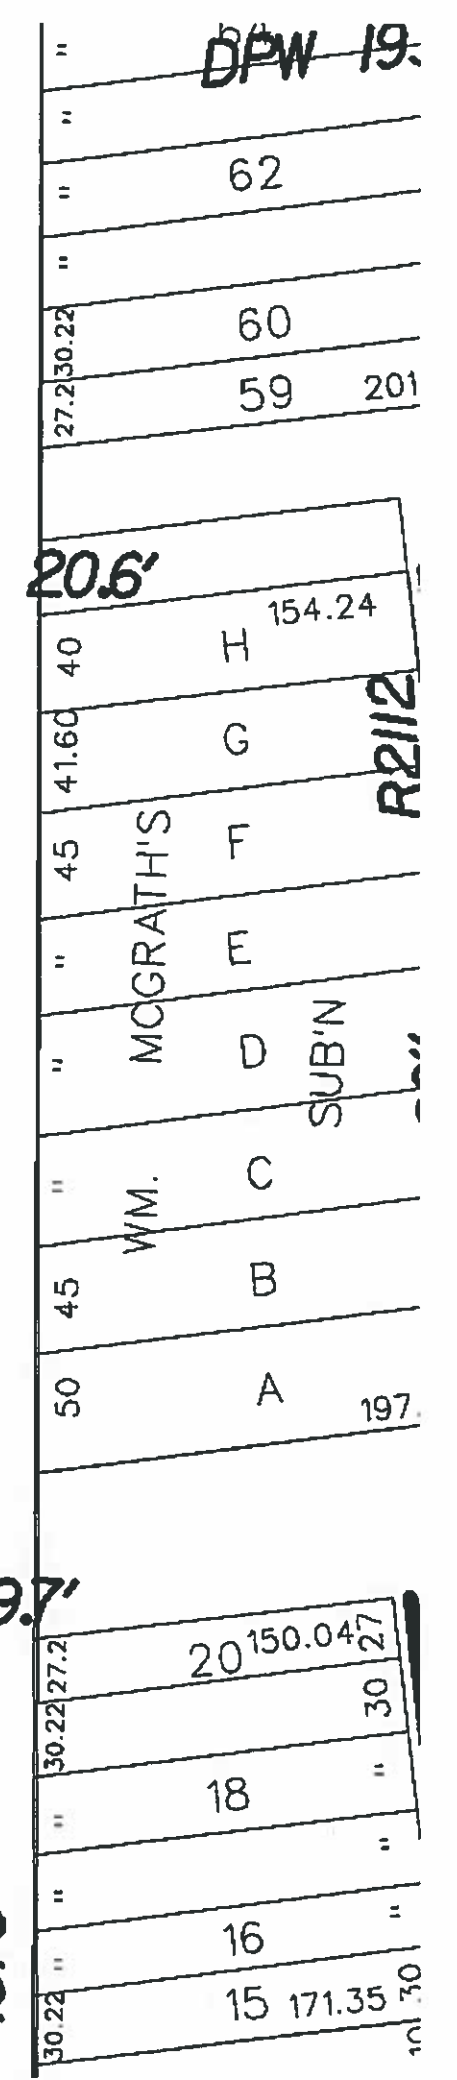 "
DPW 19.
"
" 62
"
30.22 60
27.2 59 201
20.6'
154.24
40 H
41.60 G
R2112
45 F
" E
" D
" C
45 B
50 A 197.
WM. MCGRATH'S
SUB'N
9.7'
27.2 20 150.04 27
30.22 30
" 18 "
" "
" 16 "
30.22 15 171.35 30